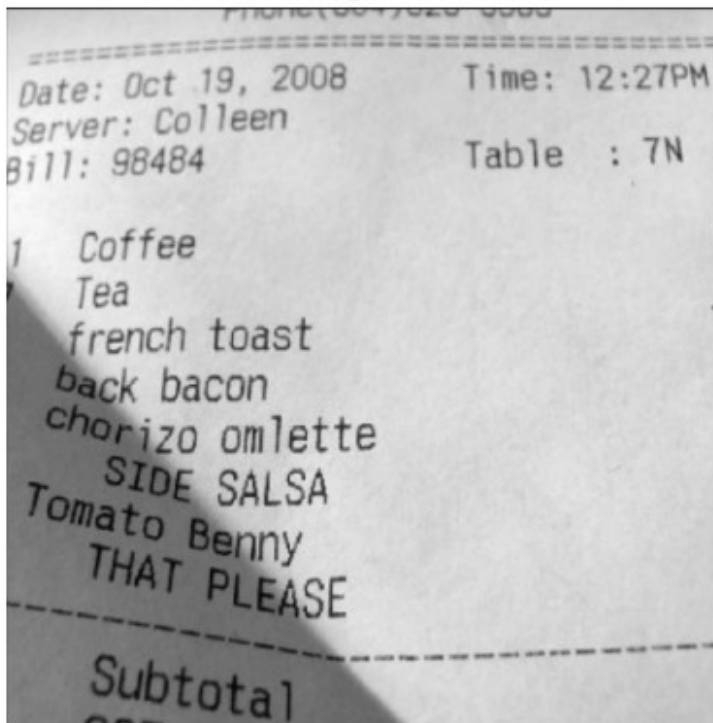 ==========================================
Date: Oct 19, 2008 Time: 12:27PM
Server: Colleen
Bill: 98484 Table : 7N
1 Coffee
Tea
french toast
back bacon
chorizo omlette
SIDE SALSA
Tomato Benny
THAT PLEASE
------------------------------------------
Subtotal